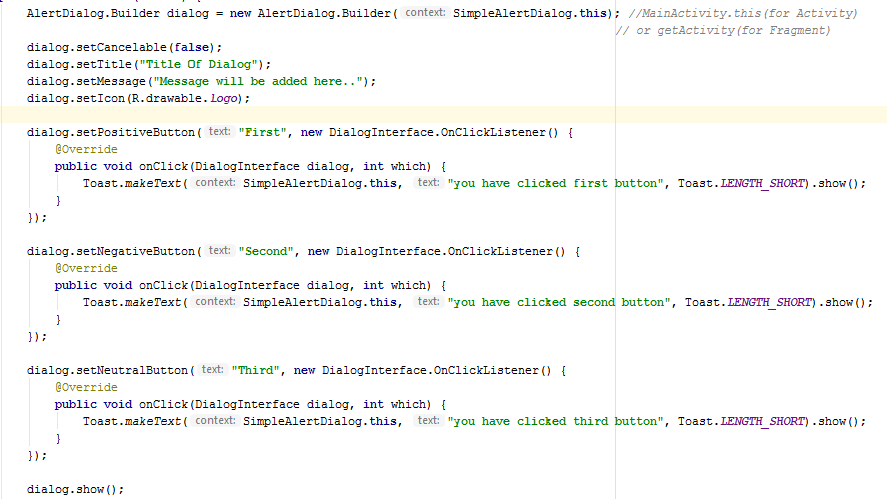 AlertDialog.Builder dialog = new AlertDialog.Builder( context: SimpleAlertDialog.this); //MainActivity.this(for Activity)
// or getActivity(for Fragment)
dialog.setCancelable(false);
dialog.setTitle("Title Of Dialog");
dialog.setMessage("Message will be added here..");
dialog.setIcon(R.drawable.logo);
dialog.setPositiveButton( text: "First", new DialogInterface.OnClickListener() {
@Override
public void onClick(DialogInterface dialog, int which) {
Toast.makeText( context: SimpleAlertDialog.this, text: "you have clicked first button", Toast.LENGTH_SHORT).show();
}
});
dialog.setNegativeButton( text: "Second", new DialogInterface.OnClickListener() {
@Override
public void onClick(DialogInterface dialog, int which) {
Toast.makeText( context: SimpleAlertDialog.this, text: "you have clicked second button", Toast.LENGTH_SHORT).show();
}
});
dialog.setNeutralButton( text: "Third", new DialogInterface.OnClickListener() {
@Override
public void onClick(DialogInterface dialog, int which) {
Toast.makeText( context: SimpleAlertDialog.this, text: "you have clicked third button", Toast.LENGTH_SHORT).show();
}
});
dialog.show();